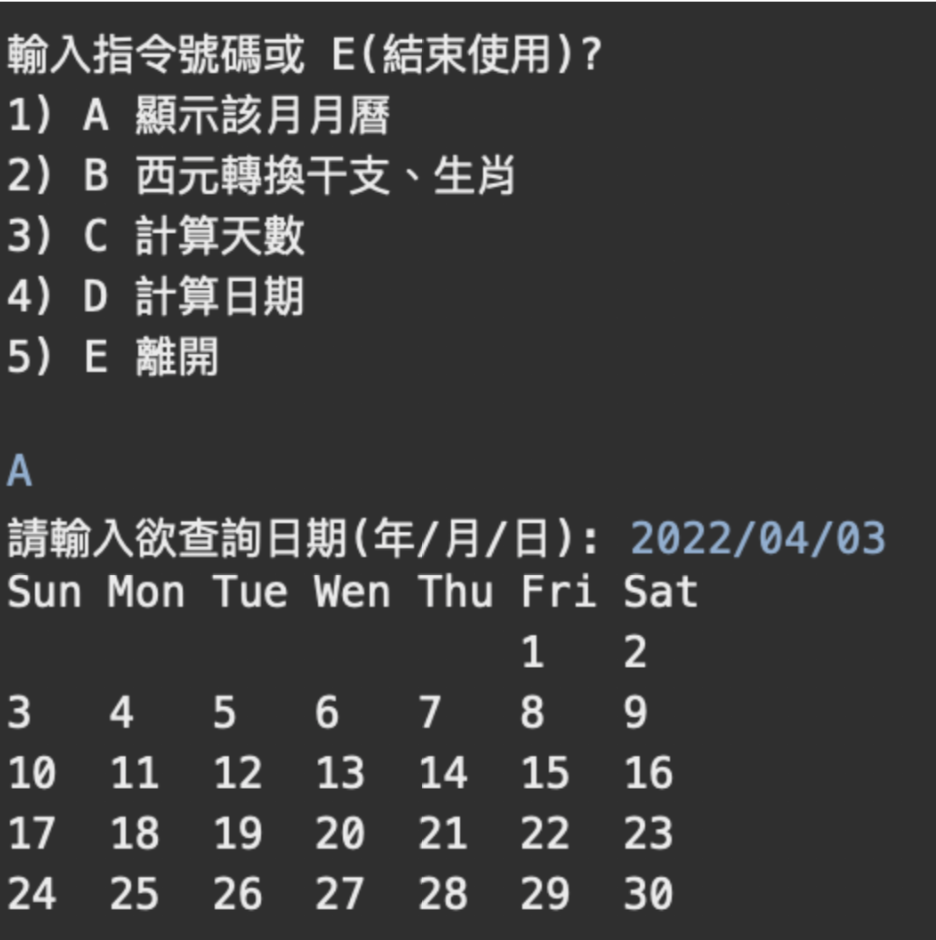 輸入指令號碼或 E(結束使用)?
1) A 顯示該月月曆
2) B 西元轉換干支、生肖
3) C 計算天數
4) D 計算日期
5) E 離開
A
請輸入欲查詢日期(年/月/日): 2022/04/03
Sun Mon Tue Wen Thu Fri Sat
1 2
3 4 5 6 7 8 9
10 11 12 13 14 15 16
17 18 19 20 21 22 23
24 25 26 27 28 29 30